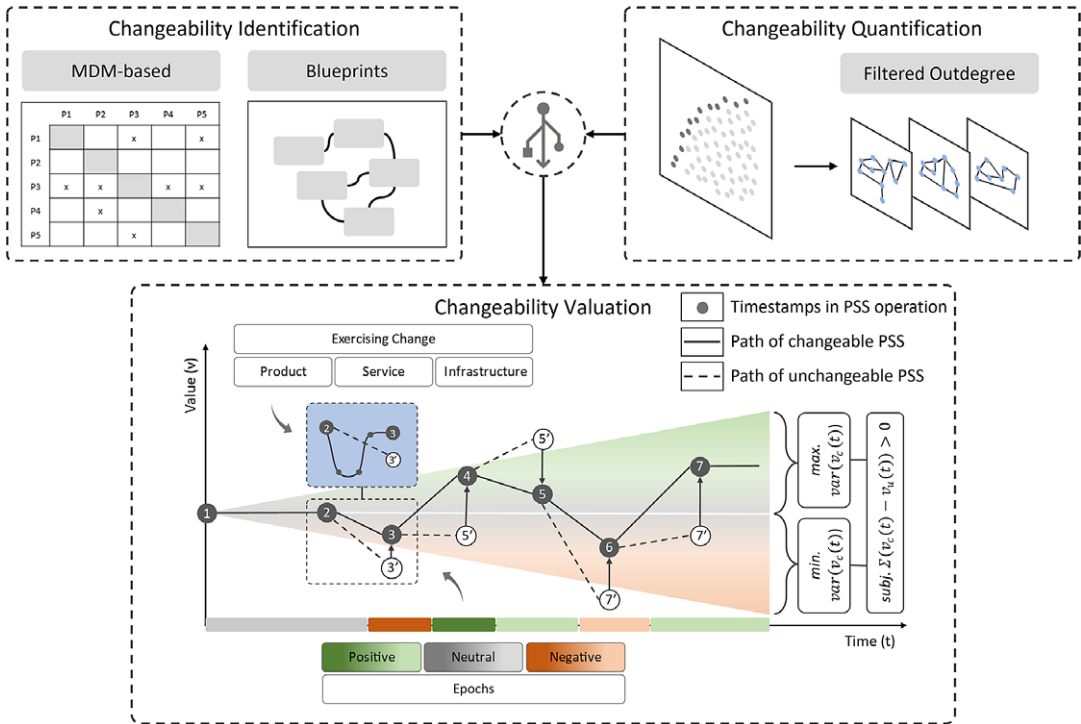 Changeability Identification
MDM-based
Blueprints
P1 P2 P3 P4 P5
P1 x x
P2
P3 x x x x
P4 x
P5 x
Changeability Quantification
Filtered Outdegree
Changeability Valuation
Timestamps in PSS operation
Path of changeable PSS
Path of unchangeable PSS
Exercising Change
Product Service Infrastructure
Value (v)
2 3
3'
1 2 3 4 5 6 7
3' 5' 5' 7' 7'
max.
var(v_c(t))
min.
var(v_c(t))
subj. Σ(v_c(t) − v_u(t)) > 0
Time (t)
Positive Neutral Negative
Epochs